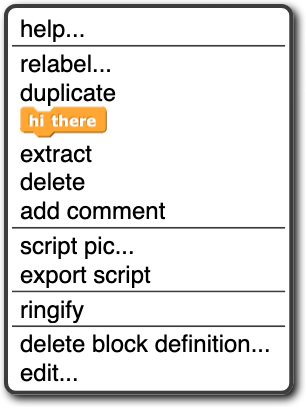 help...
relabel...
duplicate
hi there
extract
delete
add comment
script pic...
export script
ringify
delete block definition...
edit...